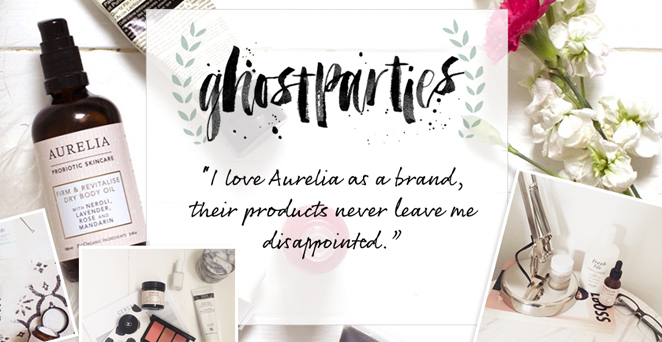 ghostparties
"I love Aurelia as a brand,
their products never leave me
disappointed."
AURELIA
PROBIOTIC SKINCARE
FIRM & REVITALISE
DRY BODY OIL
WITH NEROLI,
LAVENDER,
ROSE AND
MANDARIN
fresh